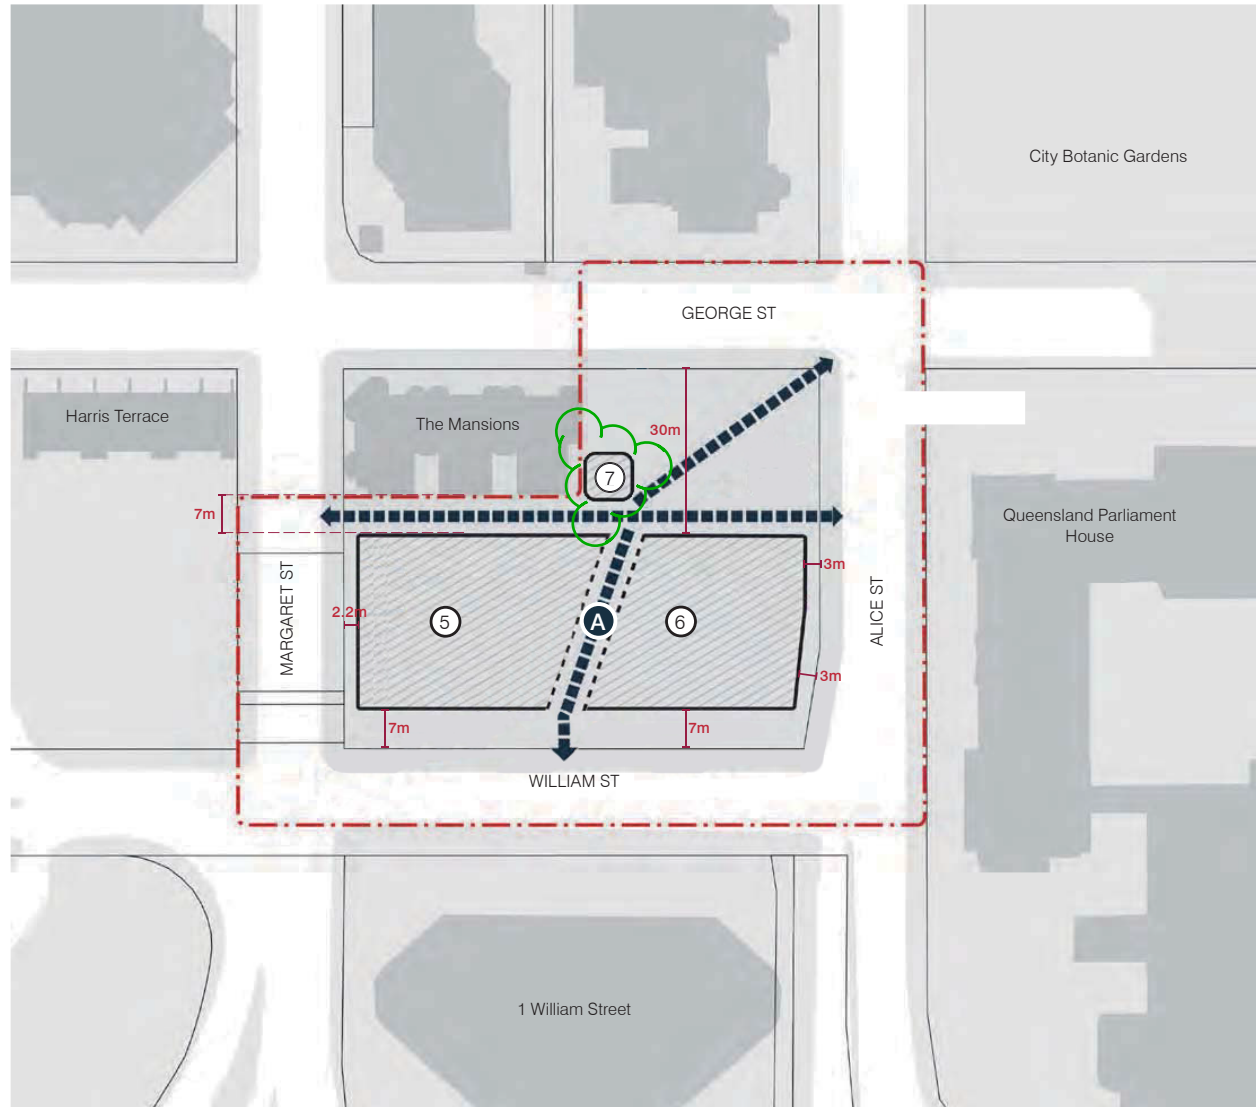 City Botanic Gardens
GEORGE ST
Harris Terrace
The Mansions
30m
7
7m
Queensland Parliament
House
3m
MARGARET ST
2.2m
5
A
6
ALICE ST
3m
7m
7m
WILLIAM ST
1 William Street